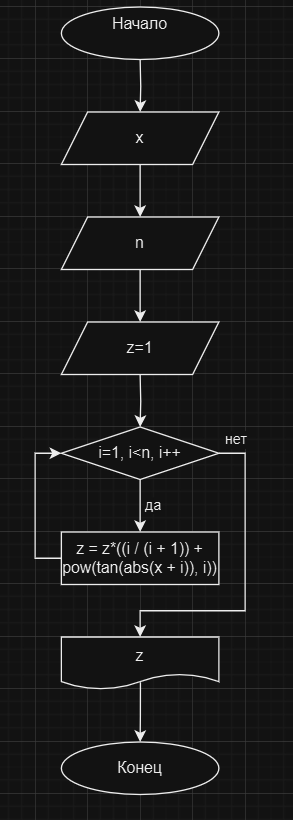 Начало
x
n
z=1
i=1, i<n, i++
нет
да
z = z*((i / (i + 1)) +
pow(tan(abs(x + i)), i))
z
Конец